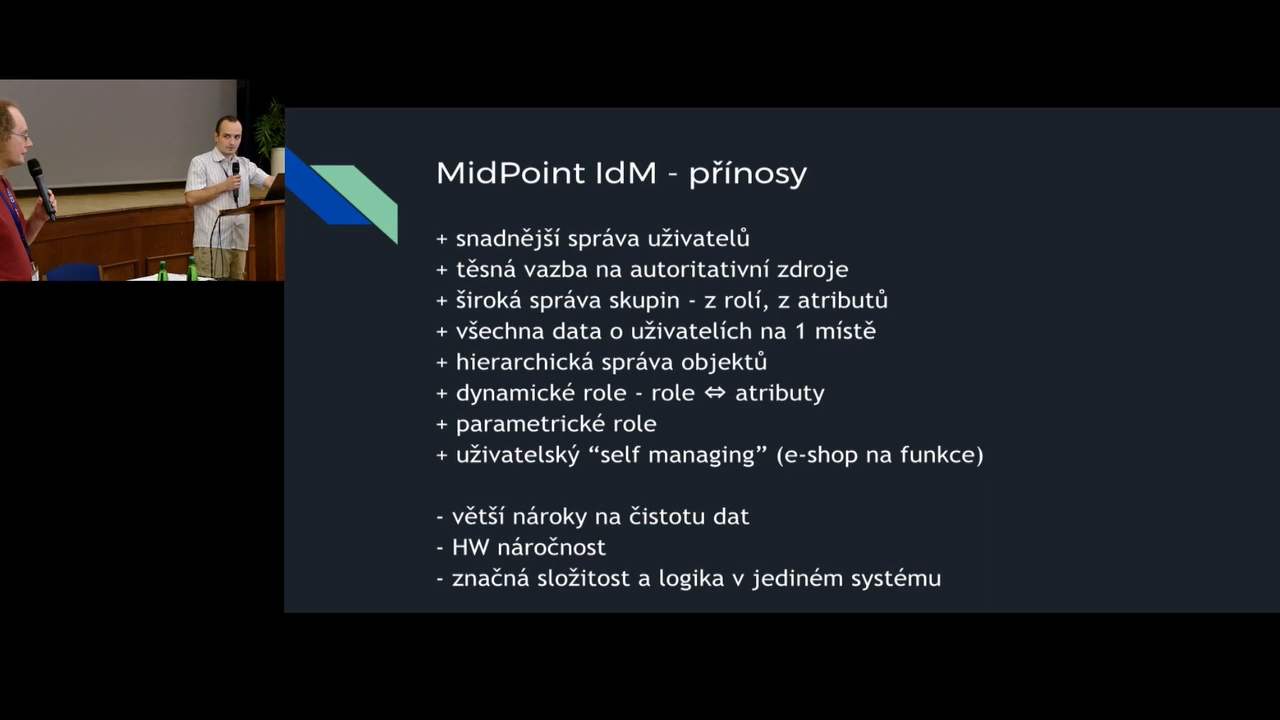 MidPoint IdM - přínosy
+ snadnější správa uživatelů
+ těsná vazba na autoritativní zdroje
+ široká správa skupin - z rolí, z atributů
+ všechna data o uživatelích na 1 místě
+ hierarchická správa objektů
+ dynamické role - role ⇔ atributy
+ parametrické role
+ uživatelský “self managing” (e-shop na funkce)
- větší nároky na čistotu dat
- HW náročnost
- značná složitost a logika v jediném systému